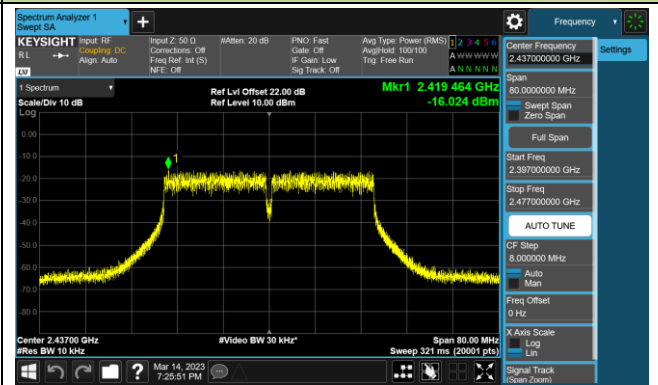 Spectrum Analyzer 1
Swept SA
Frequency
KEYSIGHT
RL
Input: RF
Coupling: DC
Align: Auto
Input Z: 50 Ω
Corrections: Off
Freq Ref: Int (S)
NFE: Off
#Atten: 20 dB
PNO: Fast
Gate: Off
IF Gain: Low
Sig Track: Off
Avg Type: Power (RMS)
Avg|Hold: 100/100
Trig: Free Run
1 2 3 4 5 6
A W W W W W
A N N N N N
LW
1 Spectrum
Scale/Div 10 dB
Log
Ref Lvl Offset 22.00 dB
Ref Level 10.00 dBm
Mkr1 2.419 464 GHz
-16.024 dBm
1
0.00
-10.0
-20.0
-30.0
-40.0
-50.0
-60.0
-70.0
-80.0
Center 2.43700 GHz
#Res BW 10 kHz
#Video BW 30 kHz*
Span 80.00 MHz
Sweep 321 ms (20001 pts)
Mar 14, 2023
7:25:51 PM
Center Frequency
2.437000000 GHz
Settings
Span
80.0000000 MHz
Swept Span
Zero Span
Full Span
Start Freq
2.397000000 GHz
Stop Freq
2.477000000 GHz
AUTO TUNE
CF Step
8.000000 MHz
Auto
Man
Freq Offset
0 Hz
X Axis Scale
Log
Lin
Signal Track
(Span Zoom)